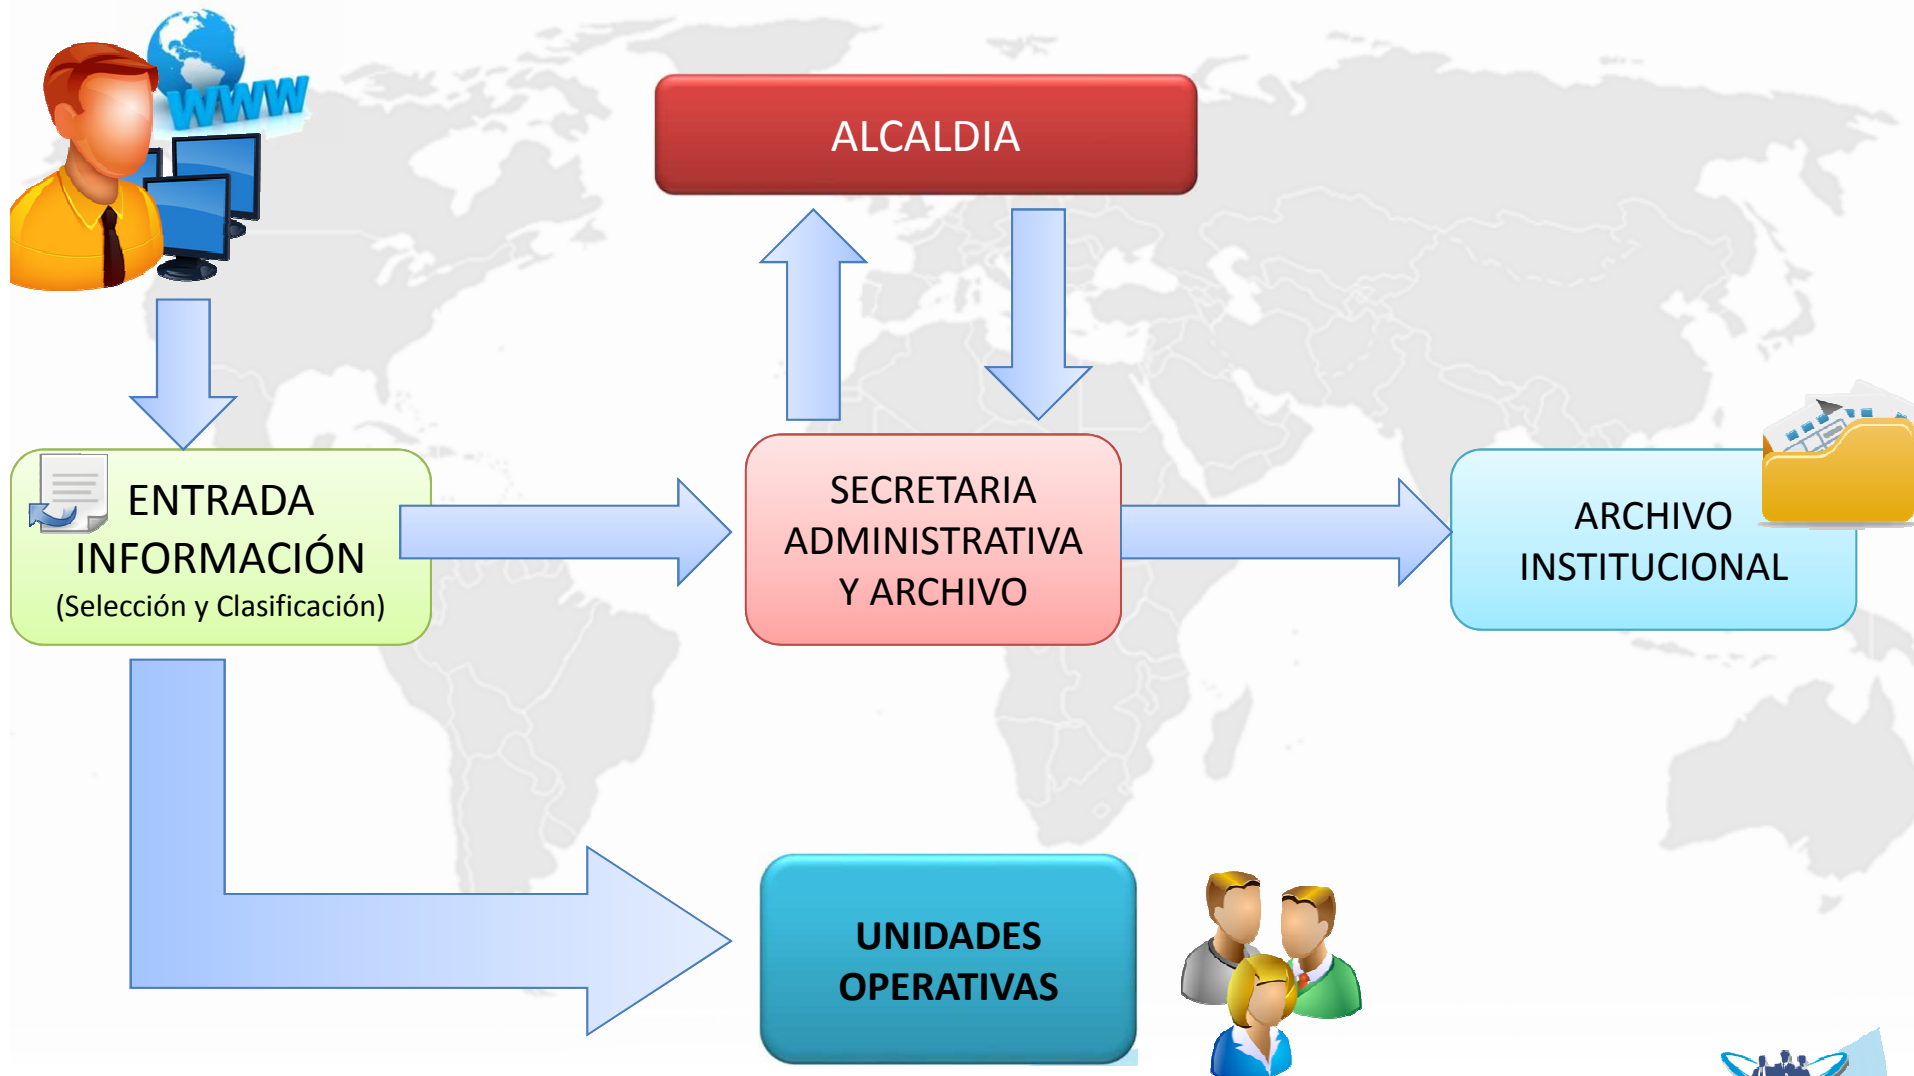 WWW
ALCALDIA
ENTRADA
INFORMACIÓN
(Selección y Clasificación)
SECRETARIA
ADMINISTRATIVA
Y ARCHIVO
ARCHIVO
INSTITUCIONAL
UNIDADES
OPERATIVAS